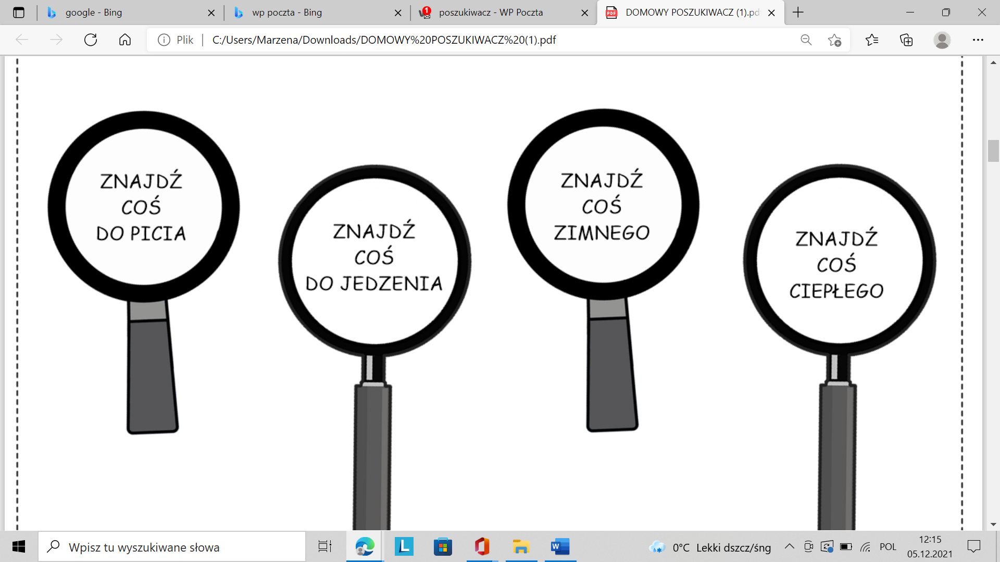 google - Bing
wp poczta - Bing
1
poszukiwacz - WP Poczta
PDF
DOMOWY POSZUKIWACZ (1).pd
Plik
C:/Users/Marzena/Downloads/DOMOWY%20POSZUKIWACZ%20(1).pdf
ZNAJDŹ
COŚ
DO PICIA
ZNAJDŹ
COŚ
DO JEDZENIA
ZNAJDŹ
COŚ
ZIMNEGO
ZNAJDŹ
COŚ
CIEPŁEGO
Wpisz tu wyszukiwane słowa
L
W
0°C Lekki dszcz/śng
POL
12:15
05.12.2021